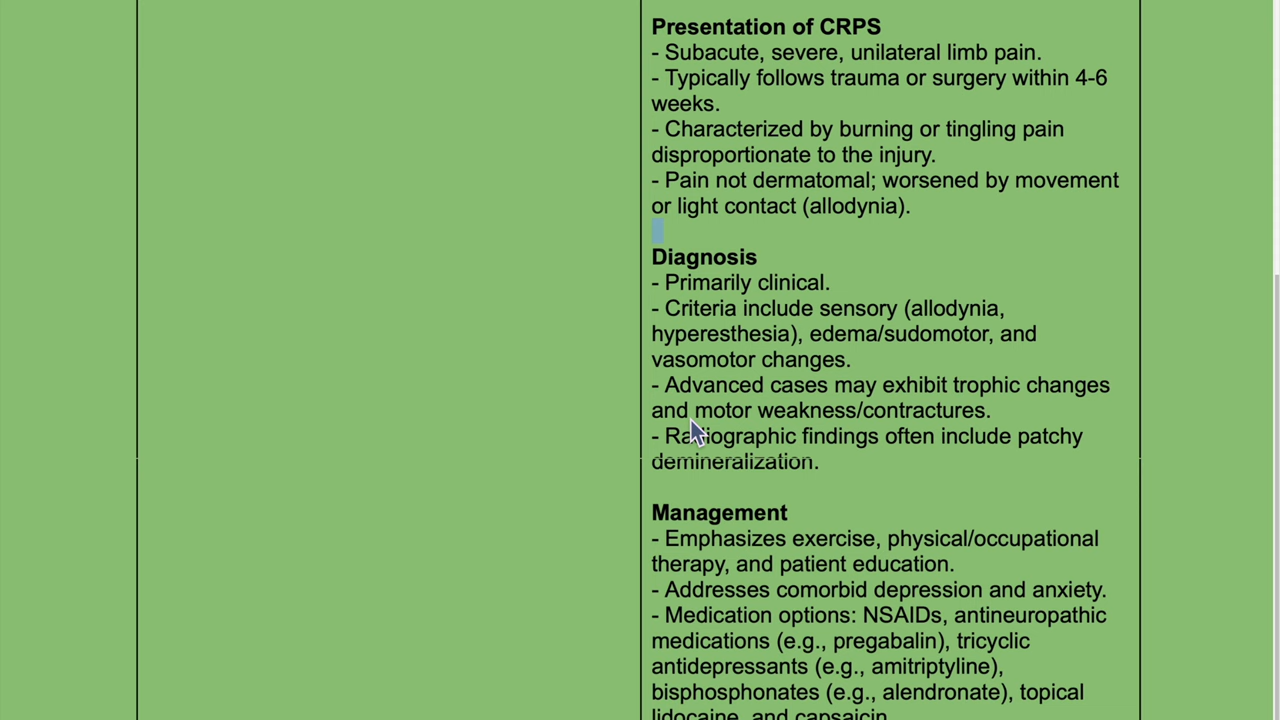 Presentation of CRPS
- Subacute, severe, unilateral limb pain.
- Typically follows trauma or surgery within 4-6
weeks.
- Characterized by burning or tingling pain
disproportionate to the injury.
- Pain not dermatomal; worsened by movement
or light contact (allodynia).
Diagnosis
- Primarily clinical.
- Criteria include sensory (allodynia,
hyperesthesia), edema/sudomotor, and
vasomotor changes.
- Advanced cases may exhibit trophic changes
and motor weakness/contractures.
- Radiographic findings often include patchy
demineralization.
Management
- Emphasizes exercise, physical/occupational
therapy, and patient education.
- Addresses comorbid depression and anxiety.
- Medication options: NSAIDs, antineuropathic
medications (e.g., pregabalin), tricyclic
antidepressants (e.g., amitriptyline),
bisphosphonates (e.g., alendronate), topical
lidocaine, and capsaicin